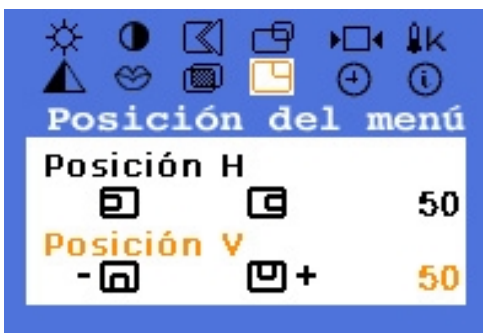 K
Posición del menú
Posición H
50
Posición V
- + 50